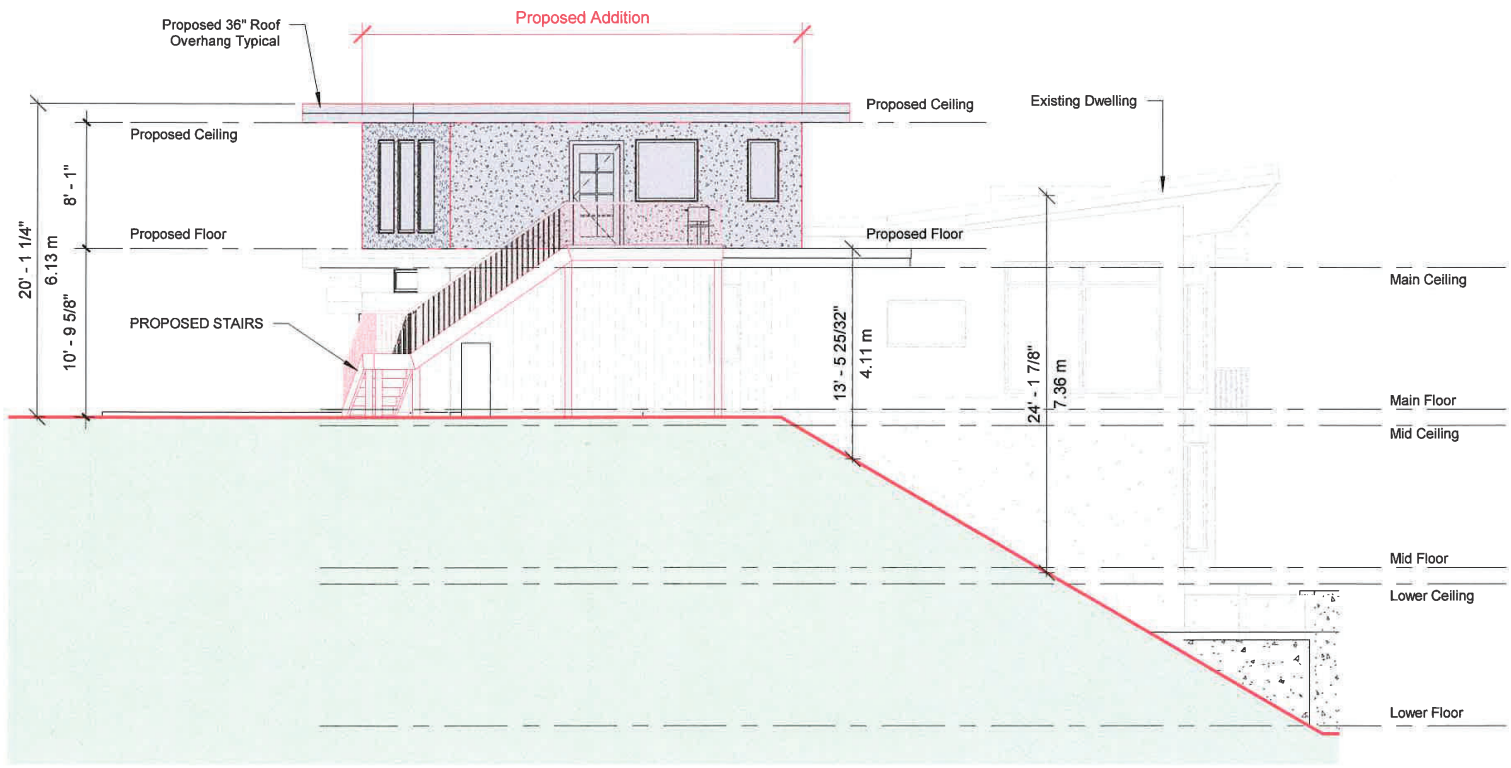 Proposed Addition
Proposed 36" Roof
Overhang Typical
Proposed Ceiling
Existing Dwelling
Proposed Ceiling
8' - 1"
20' - 1 1/4"
6.13 m
Proposed Floor
Proposed Floor
Main Ceiling
10' - 9 5/8"
PROPOSED STAIRS
13' - 5 25/32"
4.11 m
24' - 1 7/8"
7.36 m
Main Floor
Mid Ceiling
Mid Floor
Lower Ceiling
Lower Floor